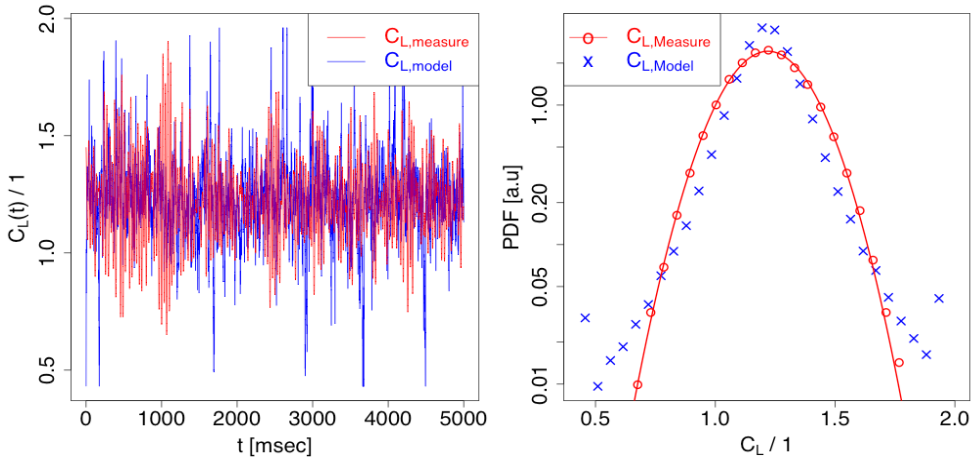 C_L,measure
C_L,model
C_L(t) / 1
2.0
1.5
1.0
0.5
0 1000 2000 3000 4000 5000
t [msec]
o C_L,Measure
x C_L,Model
PDF [a.u]
1.00
0.20
0.05
0.01
0.5 1.0 1.5 2.0
C_L / 1